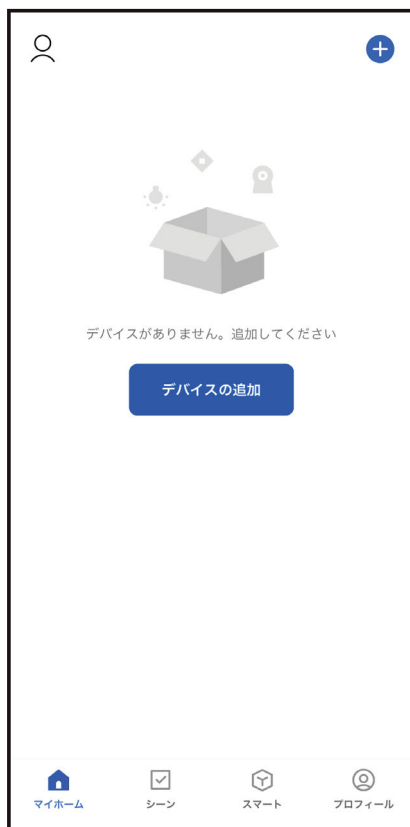 デバイスがありません。追加してください
デバイスの追加
マイホーム
シーン
スマート
プロフィール